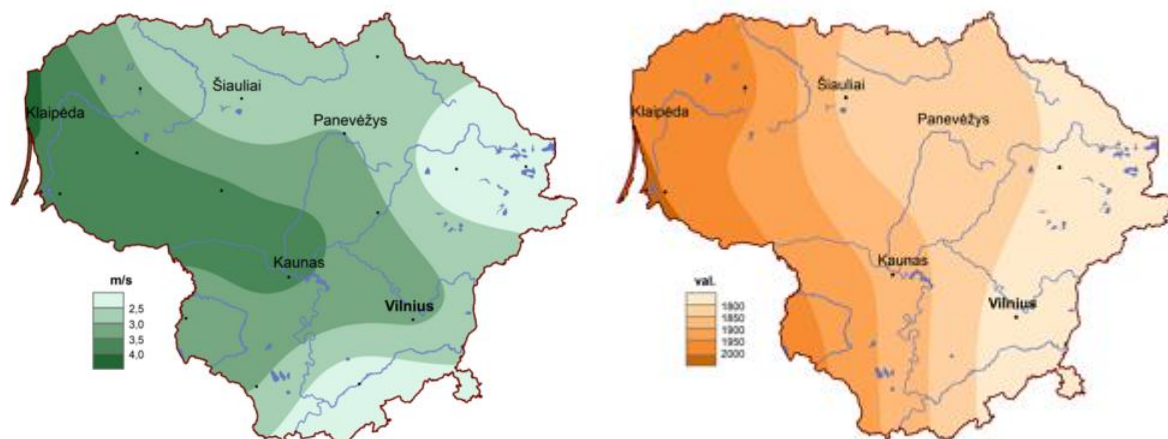 Klaipėda
Šiauliai
Panevėžys
Kaunas
Vilnius
m/s
2,5
3,0
3,5
4,0
Klaipėda
Šiauliai
Panevėžys
Kaunas
Vilnius
val.
1800
1850
1900
1950
2000